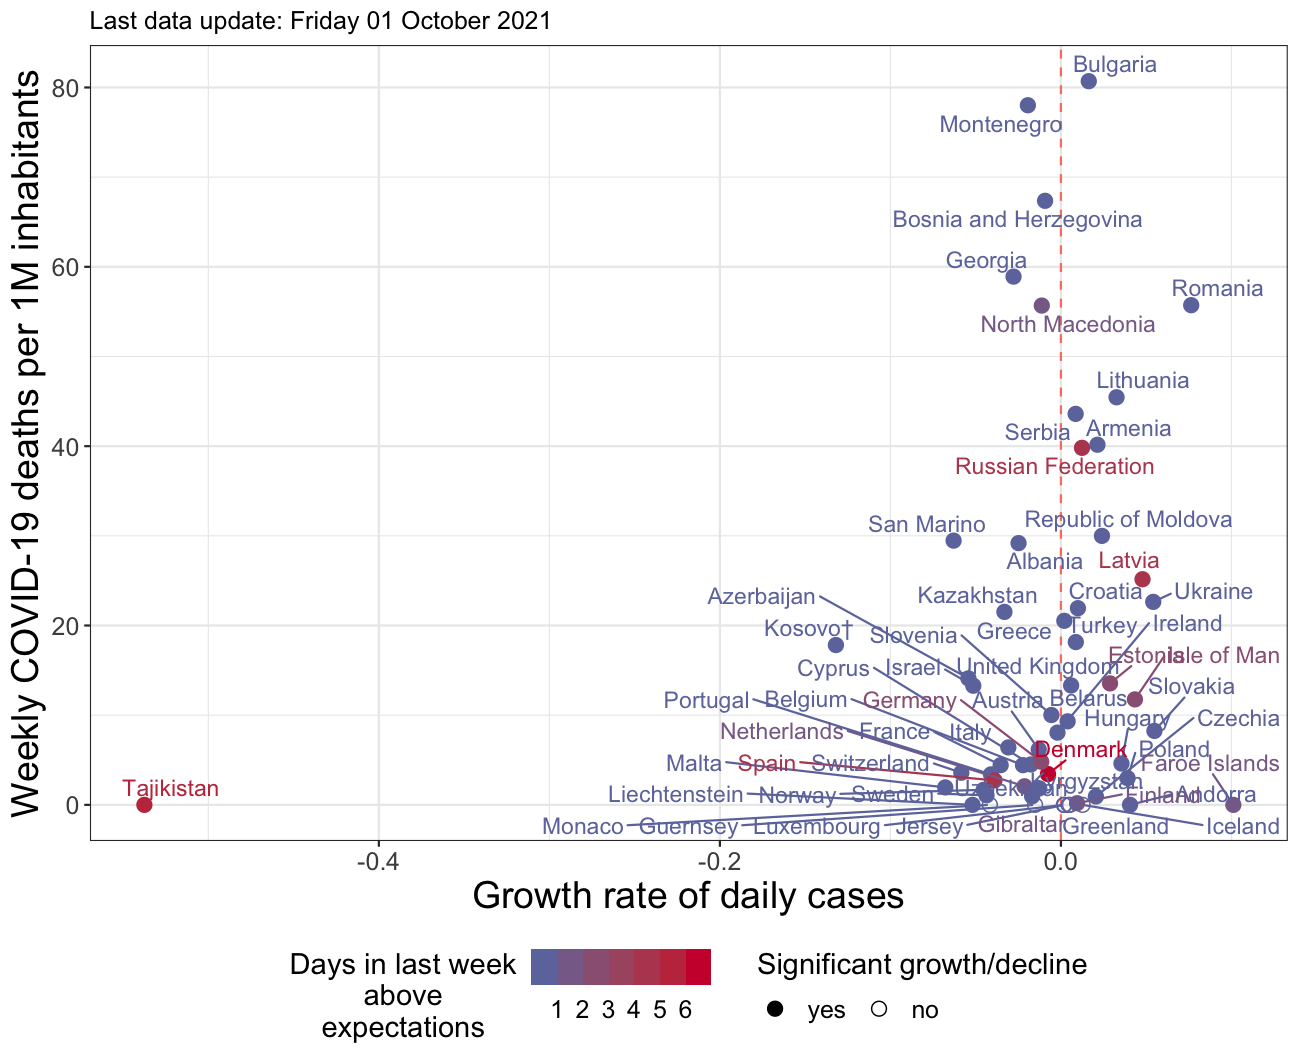 Last data update: Friday 01 October 2021
Weekly COVID-19 deaths per 1M inhabitants
80
60
40
20
0
Bulgaria
Montenegro
Bosnia and Herzegovina
Georgia
Romania
North Macedonia
Lithuania
Serbia
Armenia
Russian Federation
San Marino
Republic of Moldova
Albania
Latvia
Azerbaijan
Kazakhstan
Croatia
Ukraine
Kosovo†
Slovenia
Greece
Turkey
Ireland
Cyprus
Israel
United Kingdom
Estonia
Isle of Man
Portugal
Belgium
Germany
Austria
Belarus
Slovakia
Netherlands
France
Italy
Hungary
Czechia
Malta
Spain
Switzerland
Denmark
Poland
Faroe Islands
Tajikistan
Liechtenstein
Norway
Sweden
Uzbekistan
Kyrgyzstan
Finland
Andorra
Monaco
Guernsey
Luxembourg
Jersey
Gibraltar
Greenland
Iceland
-0.4
-0.2
0.0
Growth rate of daily cases
Days in last week
above
expectations
1 2 3 4 5 6
Significant growth/decline
yes
no